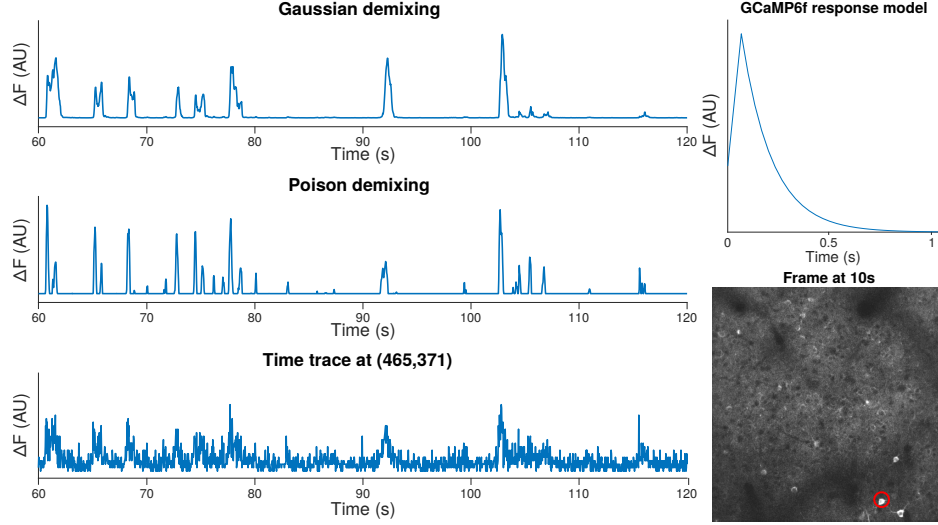 Gaussian demixing
ΔF (AU)
60 70 80 90 100 110 120
Time (s)
Poison demixing
ΔF (AU)
60 70 80 90 100 110 120
Time (s)
Time trace at (465,371)
ΔF (AU)
60 70 80 90 100 110 120
Time (s)
GCaMP6f response model
ΔF (AU)
0 0.5 1
Time (s)
Frame at 10s